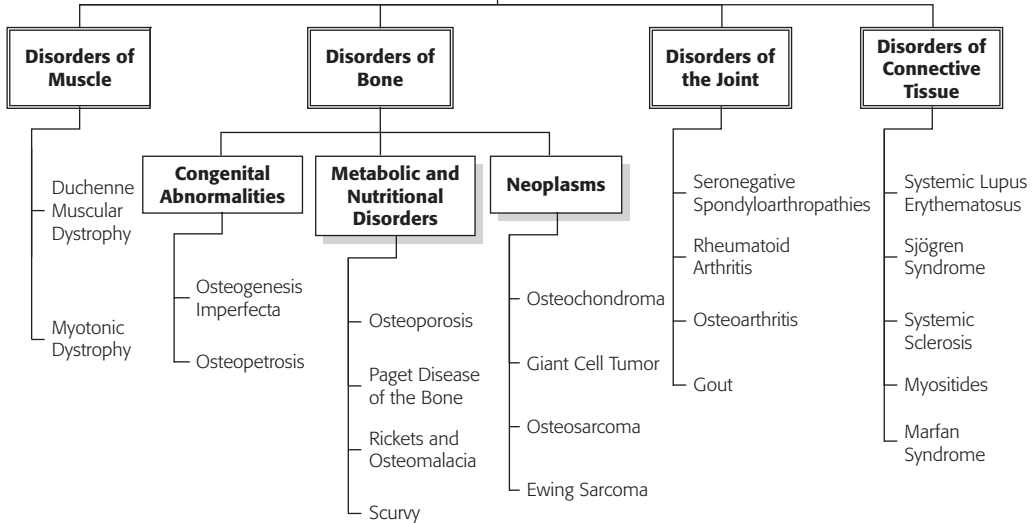 Disorders of
Muscle
Duchenne
Muscular
Dystrophy
Myotonic
Dystrophy
Disorders of
Bone
Congenital
Abnormalities
Osteogenesis
Imperfecta
Osteopetrosis
Metabolic and
Nutritional
Disorders
Osteoporosis
Paget Disease
of the Bone
Rickets and
Osteomalacia
Scurvy
Neoplasms
Osteochondroma
Giant Cell Tumor
Osteosarcoma
Ewing Sarcoma
Disorders of
the Joint
Seronegative
Spondyloarthropathies
Rheumatoid
Arthritis
Osteoarthritis
Gout
Disorders of
Connective
Tissue
Systemic Lupus
Erythematosus
Sjögren
Syndrome
Systemic
Sclerosis
Myositides
Marfan
Syndrome